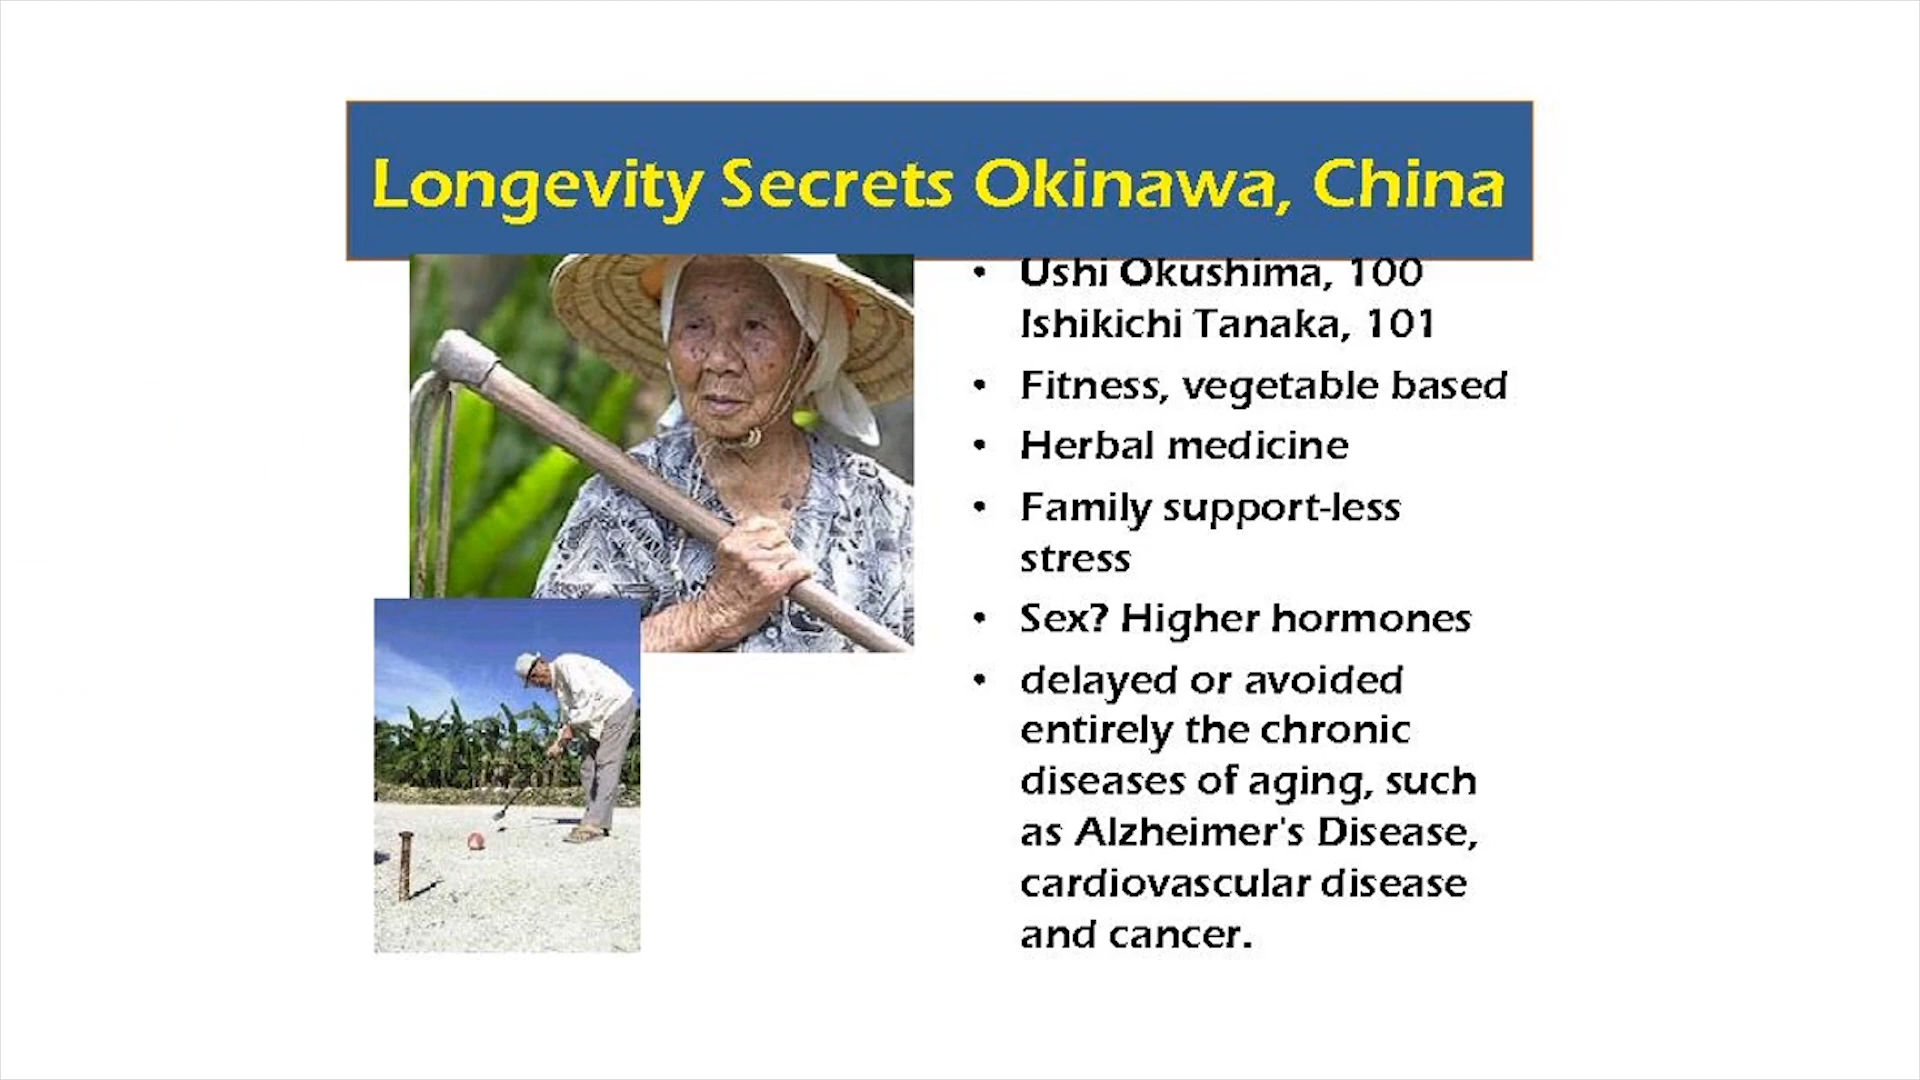 Longevity Secrets Okinawa, China
• Ushi Okushima, 100
Ishikichi Tanaka, 101
• Fitness, vegetable based
• Herbal medicine
• Family support-less
stress
• Sex? Higher hormones
• delayed or avoided
entirely the chronic
diseases of aging, such
as Alzheimer's Disease,
cardiovascular disease
and cancer.